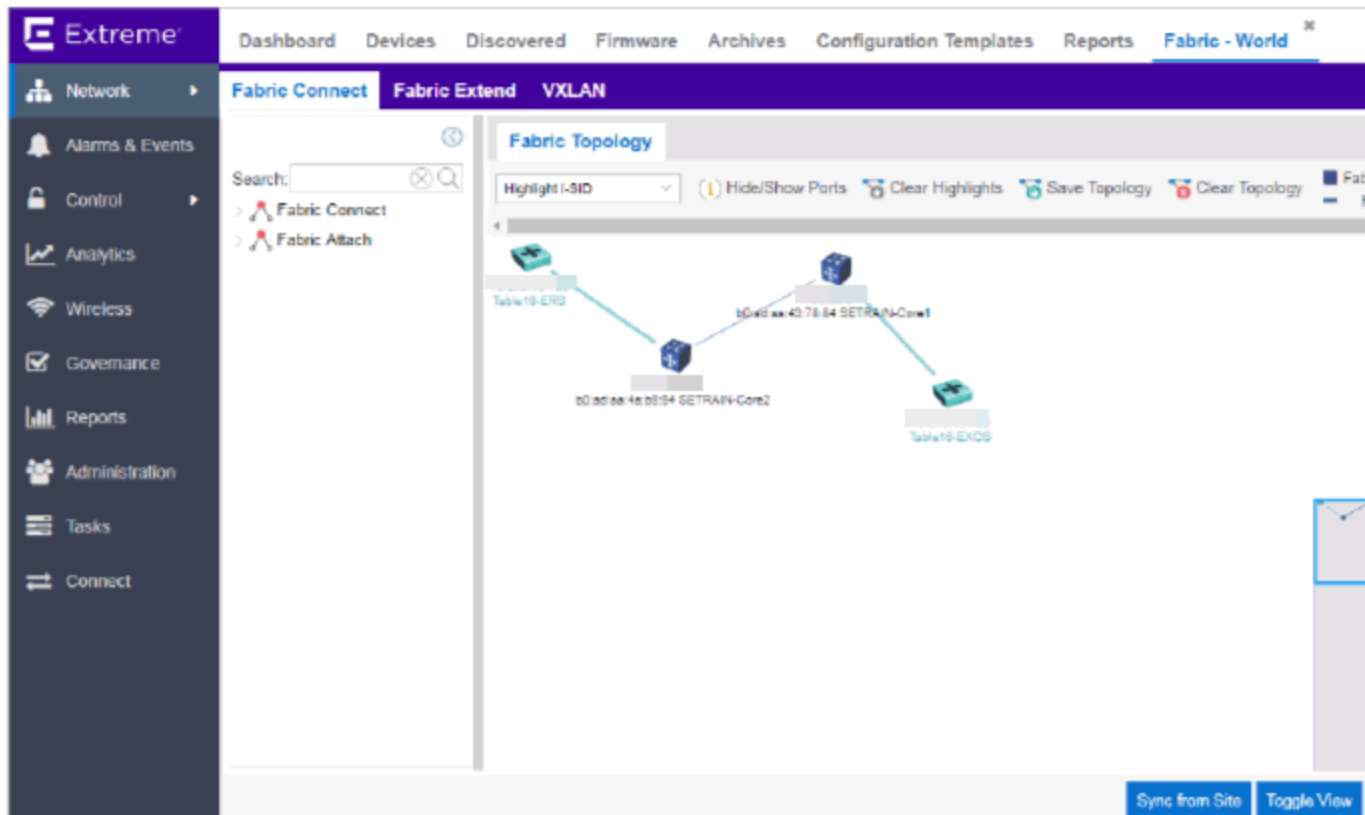 Extreme
Dashboard Devices Discovered Firmware Archives Configuration Templates Reports Fabric - World
Network
Fabric Connect Fabric Extend VXLAN
Alarms & Events
Fabric Topology
Search:
Highlight I-SID Hide/Show Ports Clear Highlights Save Topology Clear Topology
Control
Fabric Connect
Fabric Attach
Analytics
Wireless
Governance
Reports
Administration
Tasks
Connect
Table16-ERS
SETRAIN-Core1
SETRAIN-Core2
Table16-EXOS
Sync from Site Toggle View